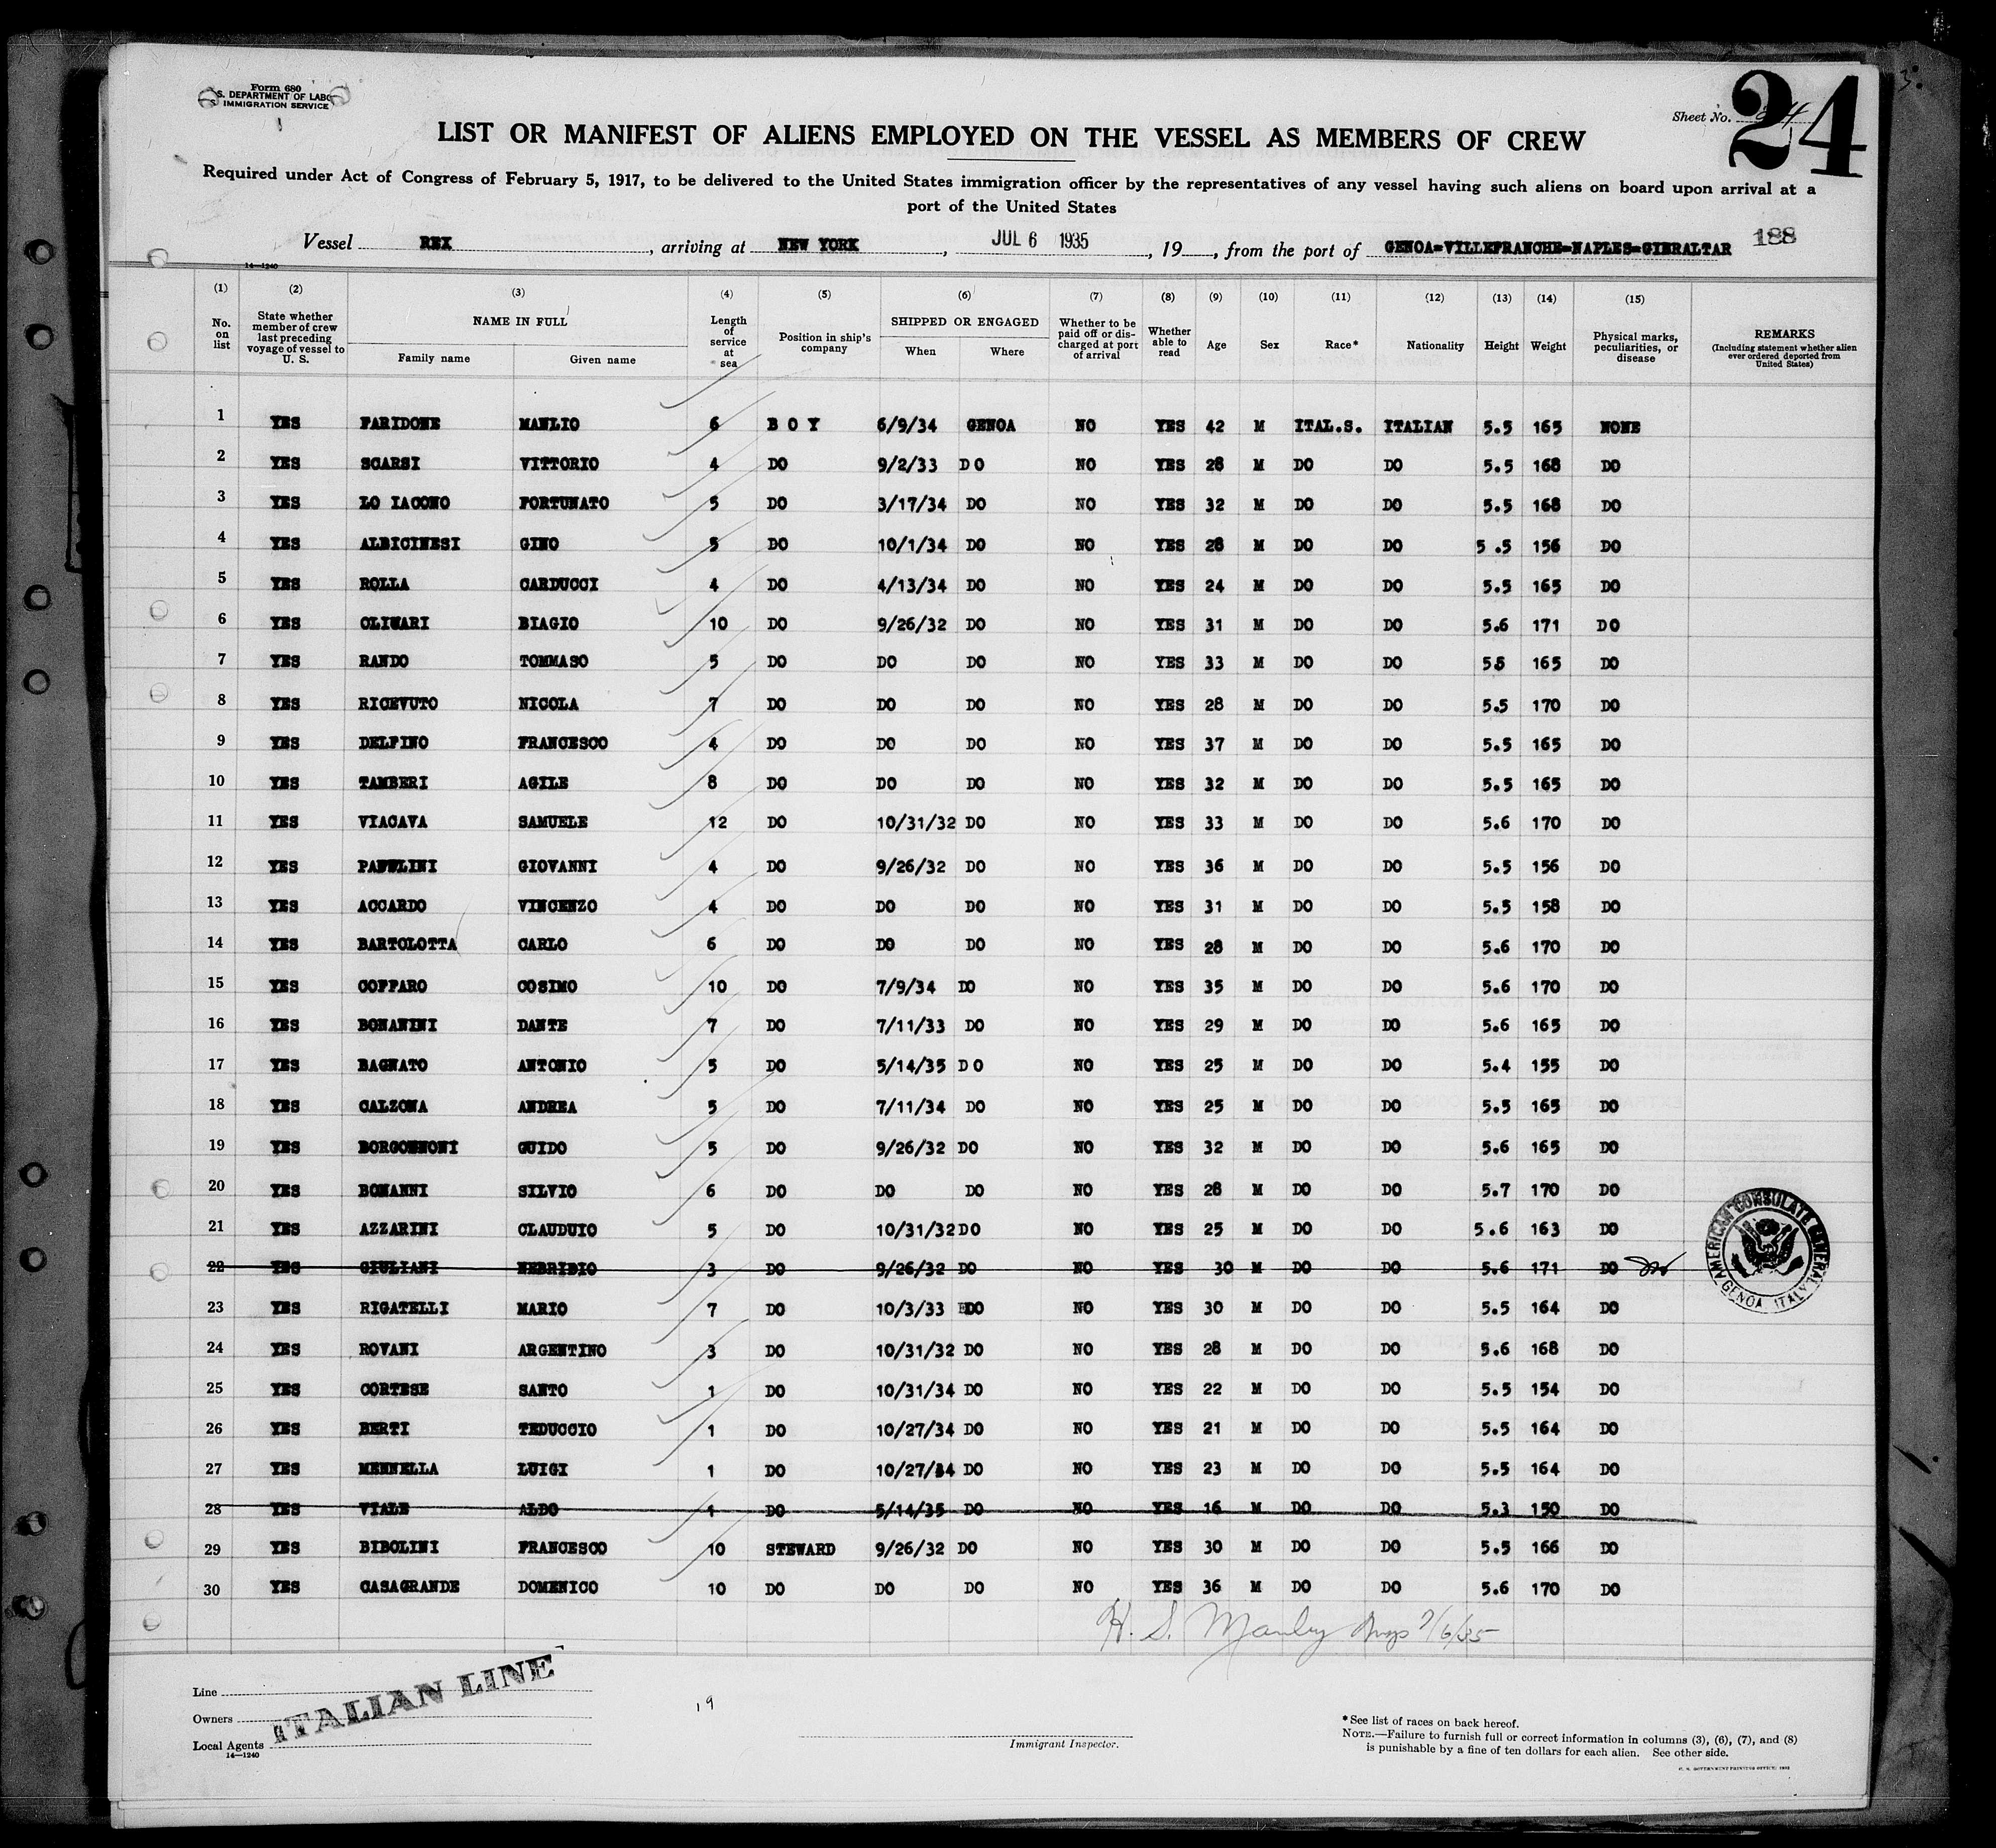 Form 680
S. DEPARTMENT OF LABO
IMMIGRATION SERVICE
Sheet No. 24
24
LIST OR MANIFEST OF ALIENS EMPLOYED ON THE VESSEL AS MEMBERS OF CREW
Required under Act of Congress of February 5, 1917, to be delivered to the United States immigration officer by the representatives of any vessel having such aliens on board upon arrival at a
port of the United States
Vessel REX, arriving at NEW YORK, JUL 6 1935, 19, from the port of GENOA=VILLEFRANCHE=NAPLES=GIBRALTAR 188
14—1240
(1) (2) (3) (4) (5) (6) (7) (8) (9) (10) (11) (12) (13) (14) (15)
No. on list State whether member of crew last preceding voyage of vessel to U. S. NAME IN FULL Family name Given name Length of service at sea Position in ship's company SHIPPED OR ENGAGED When Where Whether to be paid off or discharged at port of arrival Whether able to read Age Sex Race* Nationality Height Weight Physical marks, peculiarities, or disease REMARKS (Including statement whether alien ever ordered deported from United States)
1 YES FARIDONE MANLIO 6 B O Y 6/9/34 GENOA NO YES 42 M ITAL.S. ITALIAN 5.5 165 NONE
2 YES SCARSI VITTORIO 4 DO 9/2/33 D O NO YES 28 M DO DO 5.5 168 DO
3 YES LO IACONO FORTUNATO 5 DO 3/17/34 DO NO YES 32 M DO DO 5.5 168 DO
4 YES ALBICINESI GINO 5 DO 10/1/34 DO NO YES 28 M DO DO 5 .5 156 DO
5 YES ROLLA CARDUCCI 4 DO 4/13/34 DO NO YES 24 M DO DO 5.5 165 DO
6 YES OLIVARI BIAGIO 10 DO 9/26/32 DO NO YES 31 M DO DO 5.6 171 DO
7 YES RANDO TOMMASO 5 DO DO DO NO YES 33 M DO DO 55 165 DO
8 YES RICEVUTO NICOLA 7 DO DO DO NO YES 28 M DO DO 5.5 170 DO
9 YES DELFINO FRANCESCO 4 DO DO DO NO YES 37 M DO DO 5.5 165 DO
10 YES TAMBERI AGILE 8 DO DO DO NO YES 32 M DO DO 5.5 165 DO
11 YES VIACAVA SAMUELE 12 DO 10/31/32 DO NO YES 33 M DO DO 5.6 170 DO
12 YES PAULINI GIOVANNI 4 DO 9/26/32 DO NO YES 36 M DO DO 5.5 156 DO
13 YES ACCARDO VINCENZO 4 DO DO DO NO YES 31 M DO DO 5.5 158 DO
14 YES BARTOLOTTA CARLO 6 DO DO DO NO YES 28 M DO DO 5.6 170 DO
15 YES COFFARO COSIMO 10 DO 7/9/34 DO NO YES 35 M DO DO 5.6 170 DO
16 YES BONANINI DANTE 7 DO 7/11/33 DO NO YES 29 M DO DO 5.6 165 DO
17 YES BAGNATO ANTONIO 5 DO 5/14/35 D O NO YES 25 M DO DO 5.4 155 DO
18 YES CALZONA ANDREA 5 DO 7/11/34 DO NO YES 25 M DO DO 5.5 165 DO
19 YES BORGOGNONI GUIDO 5 DO 9/26/32 DO NO YES 32 M DO DO 5.6 165 DO
20 YES BONANNI SILVIO 6 DO DO DO NO YES 28 M DO DO 5.7 170 DO
21 YES AZZARINI CLAUDUIO 5 DO 10/31/32 DO NO YES 25 M DO DO 5.6 163 DO
22 YES GIULIANI NEBRIDIO 3 DO 9/26/32 DO NO YES 30 M DO DO 5.6 171 DO
23 YES RIGATELLI MARIO 7 DO 10/3/33 DO NO YES 30 M DO DO 5.5 164 DO
24 YES ROVANI ARGENTINO 3 DO 10/31/32 DO NO YES 28 M DO DO 5.6 168 DO
25 YES CORTESE SANTO 1 DO 10/31/34 DO NO YES 22 M DO DO 5.5 154 DO
26 YES BERTI TEDUCCIO 1 DO 10/27/34 DO NO YES 21 M DO DO 5.5 164 DO
27 YES MENNELLA LUIGI 1 DO 10/27/34 DO NO YES 23 M DO DO 5.5 164 DO
28 YES VIALE ALDO 1 DO 5/14/35 DO NO YES 16 M DO DO 5.3 150 DO
29 YES BIBOLINI FRANCESCO 10 STEWARD 9/26/32 DO NO YES 30 M DO DO 5.5 166 DO
30 YES CASAGRANDE DOMENICO 10 DO DO DO NO YES 36 M DO DO 5.6 170 DO
AMERICAN CONSULATE GENERAL GENOA, ITALY
H. S. Manley 7/6/35
Line
Owners
Local Agents
14—1240
ITALIAN LINE
19
Immigrant Inspector.
*See list of races on back hereof.
NOTE.—Failure to furnish full or correct information in columns (3), (6), (7), and (8)
is punishable by a fine of ten dollars for each alien. See other side.
U. S. GOVERNMENT PRINTING OFFICE